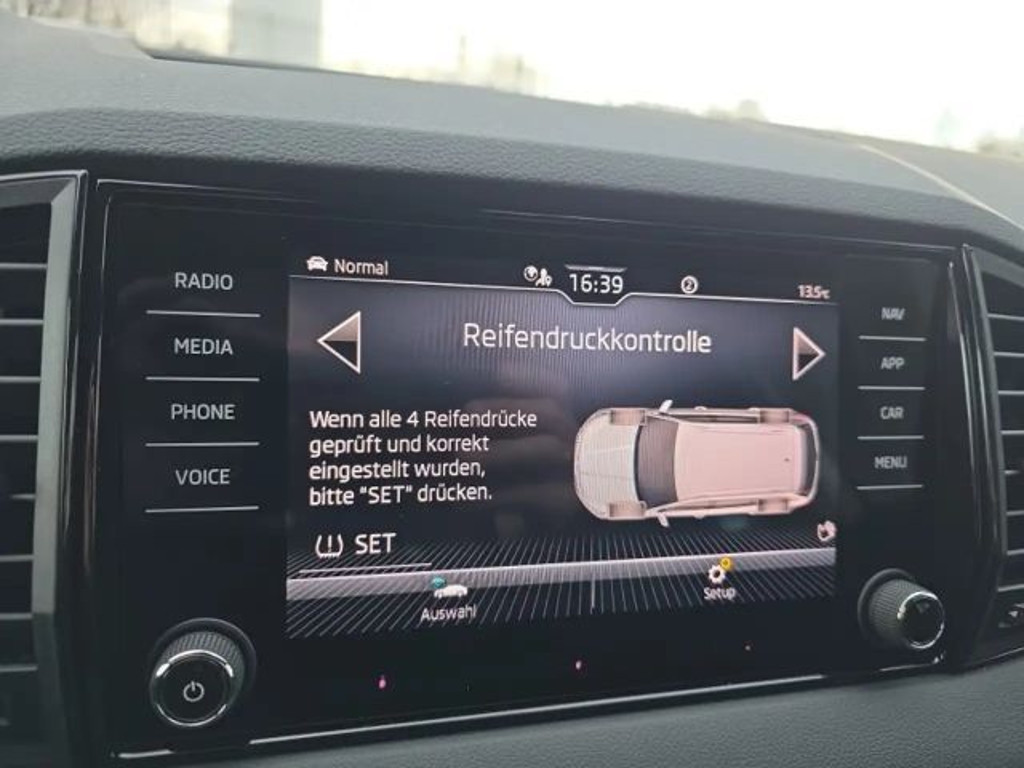 Normal
16:39
2
13.5°C
RADIO
MEDIA
PHONE
VOICE
Reifendruckkontrolle
Wenn alle 4 Reifendrücke
geprüft und korrekt
eingestellt wurden,
bitte "SET" drücken.
SET
Auswahl
Setup
NAV
APP
CAR
MENU